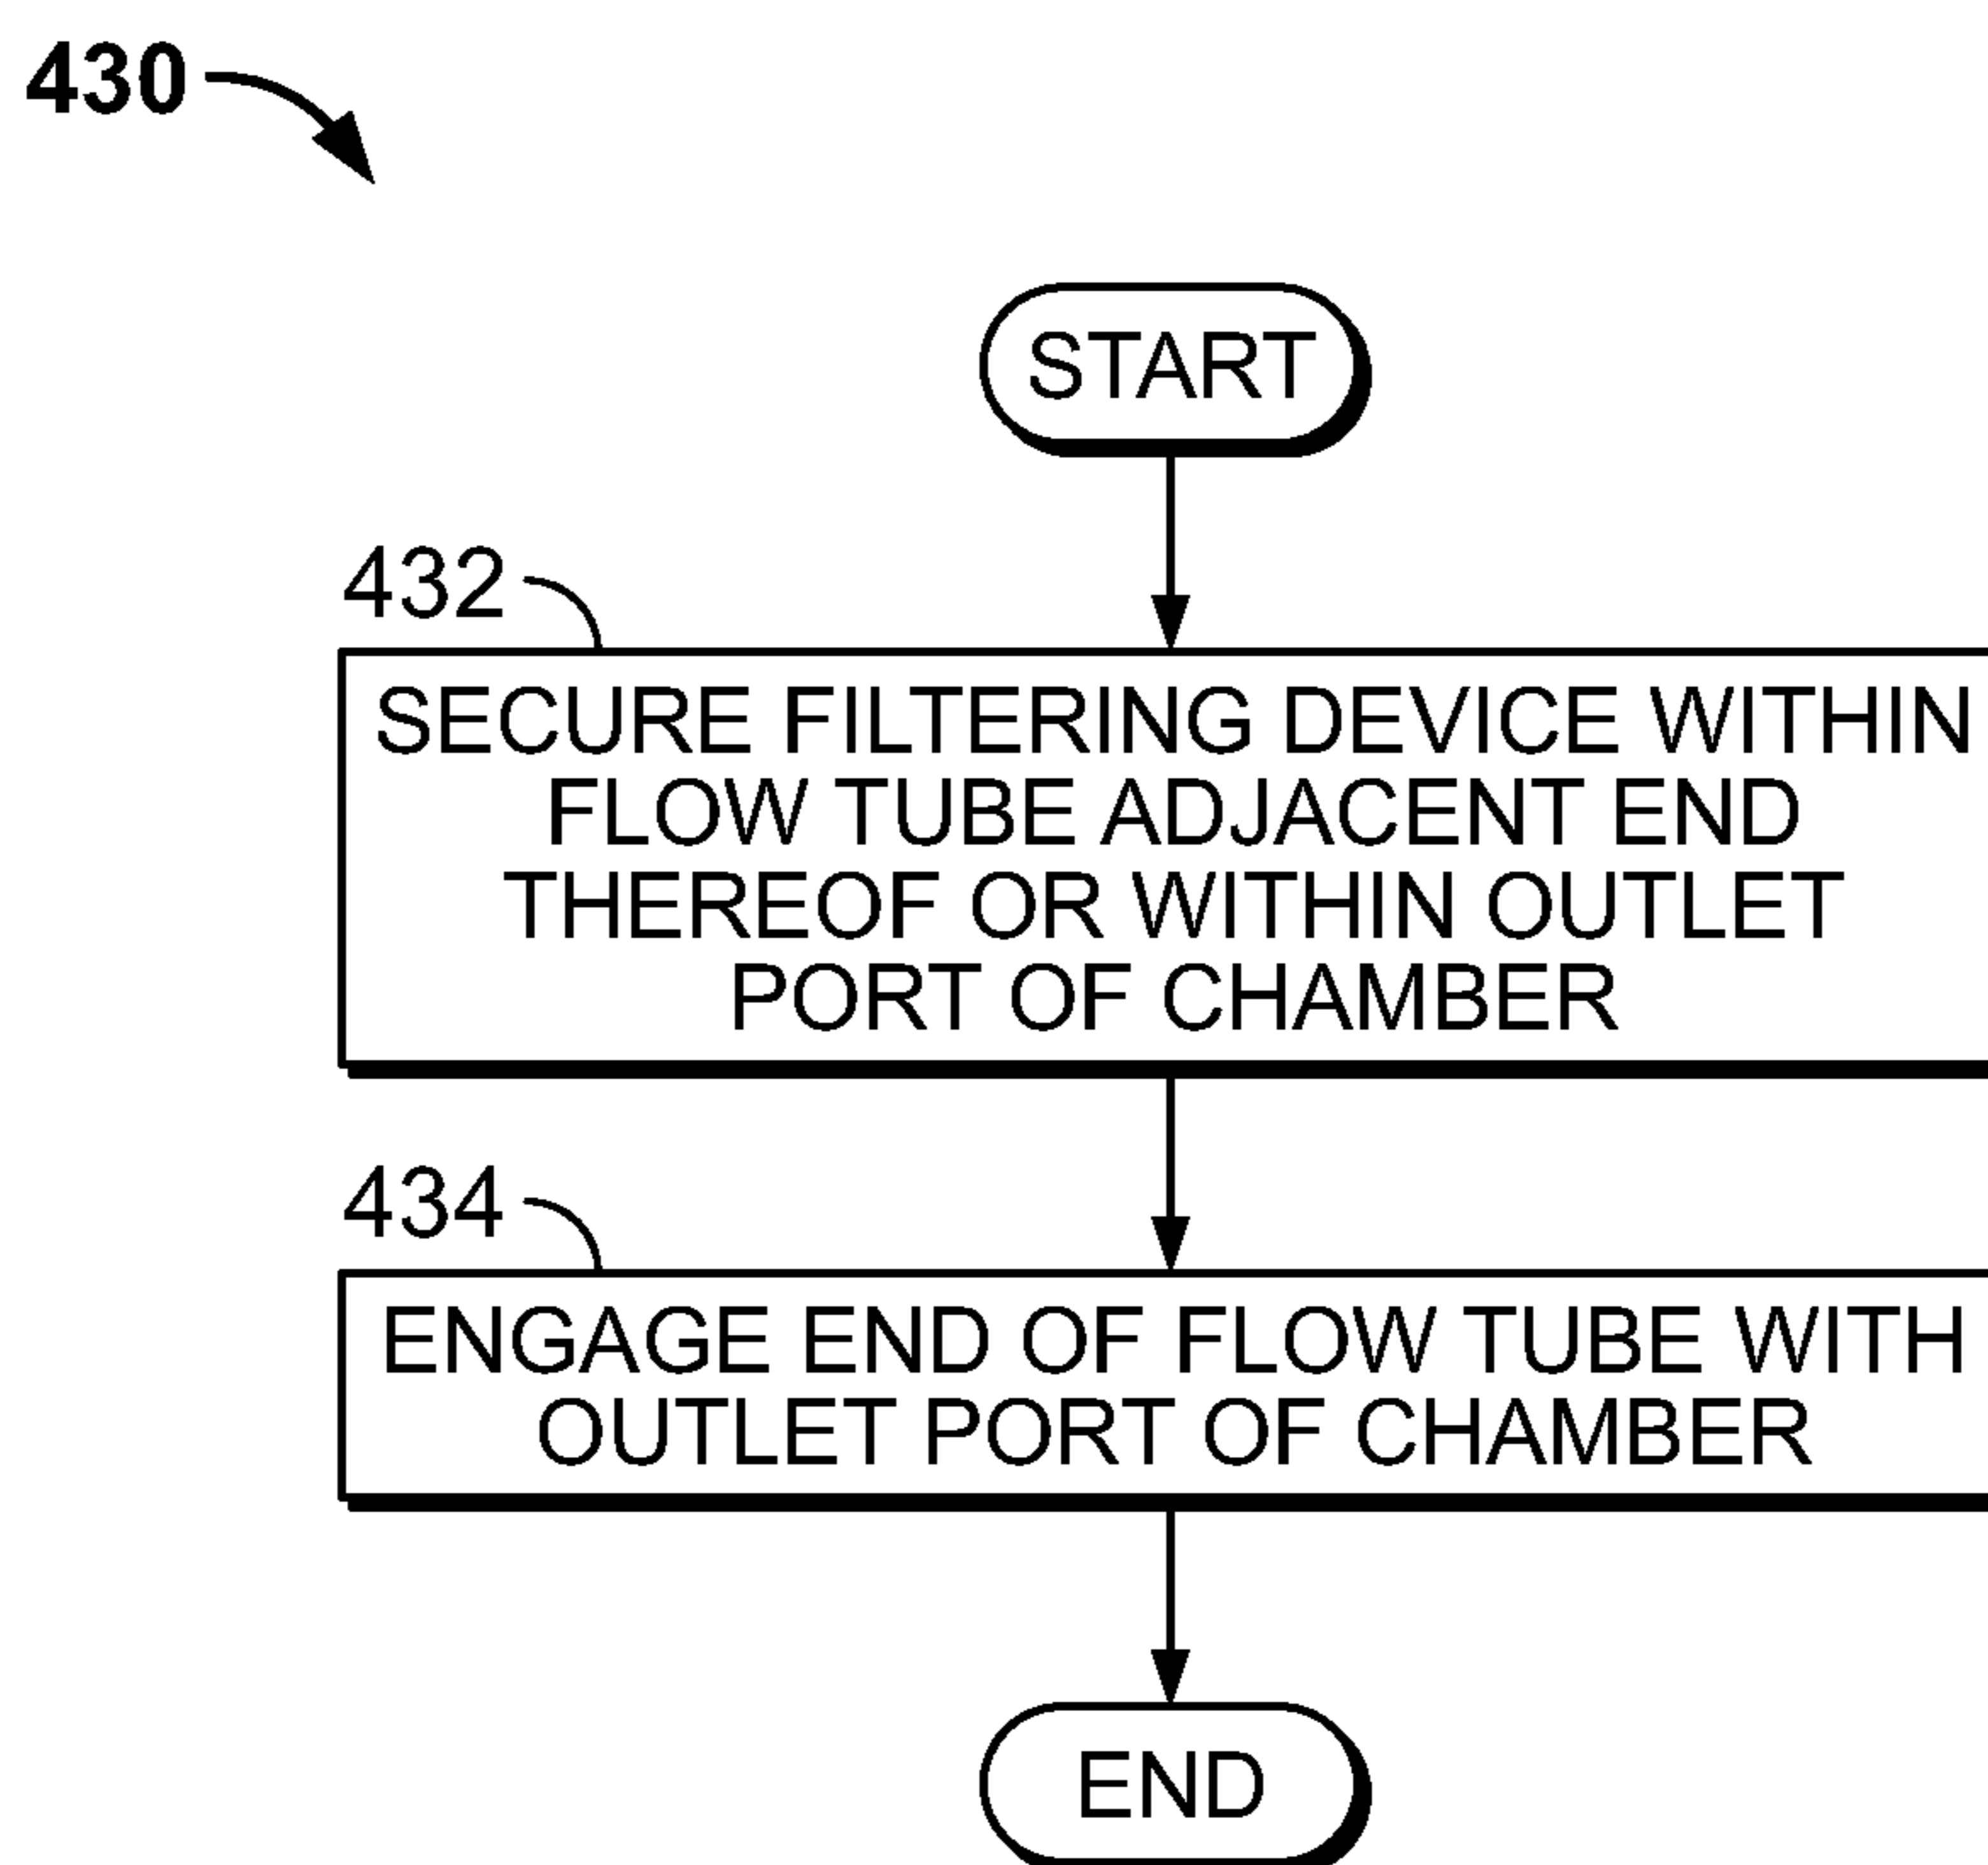 430
START
432
SECURE FILTERING DEVICE WITHIN
FLOW TUBE ADJACENT END
THEREOF OR WITHIN OUTLET
PORT OF CHAMBER
434
ENGAGE END OF FLOW TUBE WITH
OUTLET PORT OF CHAMBER
END